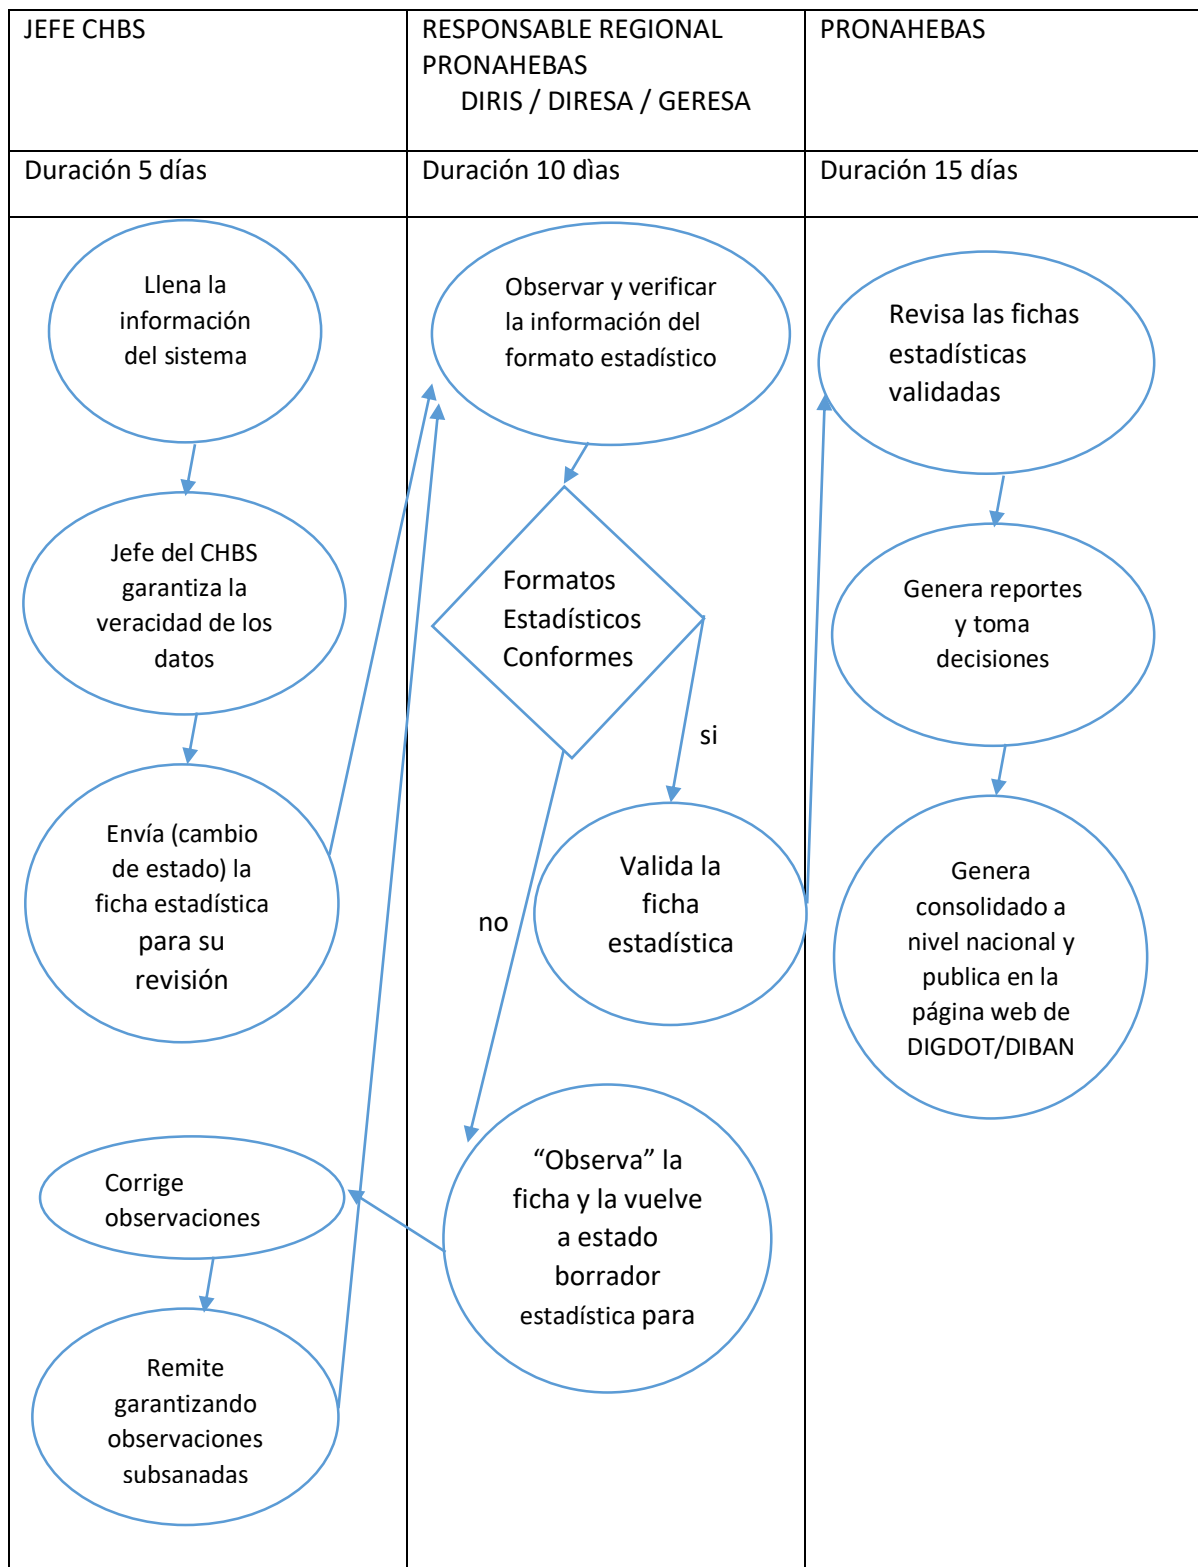 JEFE CHBS
RESPONSABLE REGIONAL
PRONAHEBAS
DIRIS / DIRESA / GERESA
PRONAHEBAS
Duración 5 días
Duración 10 dìas
Duración 15 días
Llena la
información
del sistema
Jefe del CHBS
garantiza la
veracidad de los
datos
Envía (cambio
de estado) la
ficha estadística
para su
revisión
Corrige
observaciones
Remite
garantizando
observaciones
subsanadas
Observar y verificar
la información del
formato estadístico
Formatos
Estadísticos
Conformes
si
no
Valida la
ficha
estadística
“Observa” la
ficha y la vuelve
a estado
borrador
estadística para
Revisa las fichas
estadísticas
validadas
Genera reportes
y toma
decisiones
Genera
consolidado a
nivel nacional y
publica en la
página web de
DIGDOT/DIBAN